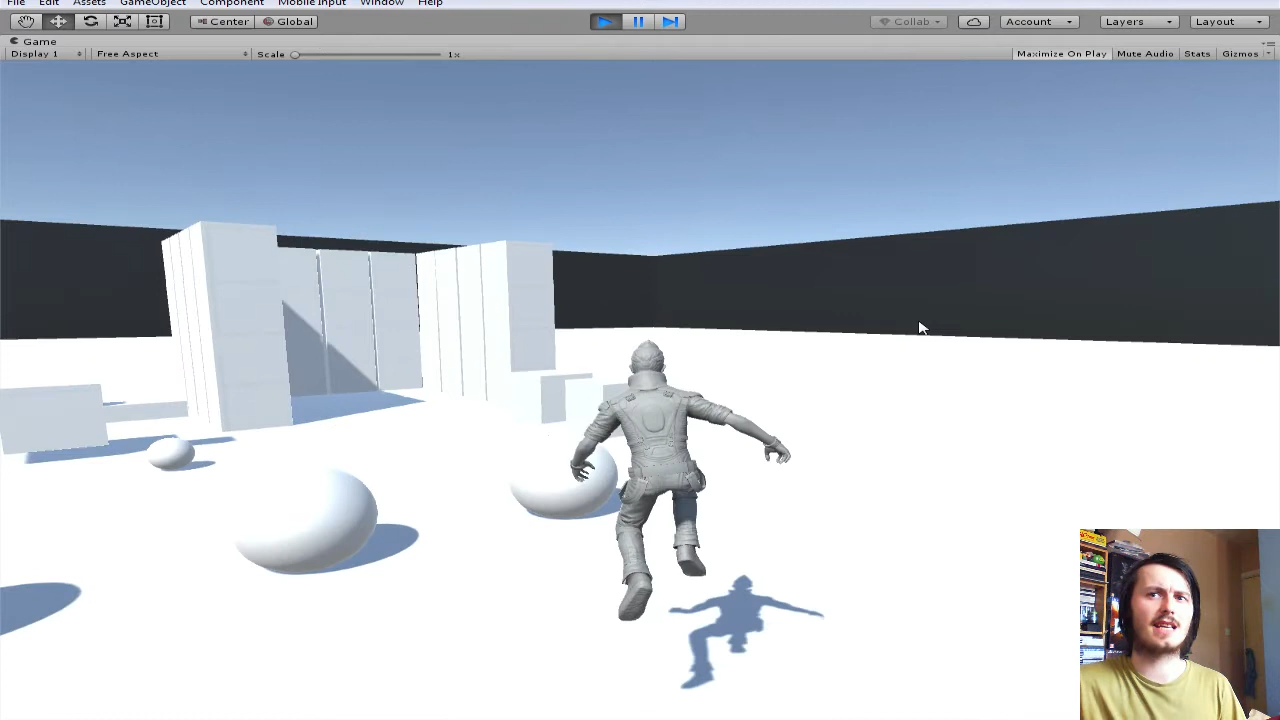 File Edit Assets GameObject Component Mobile Input Window Help
Center Global Collab Account Layers Layout
Game
Display 1 Free Aspect Scale 1x Maximize On Play Mute Audio Stats Gizmos